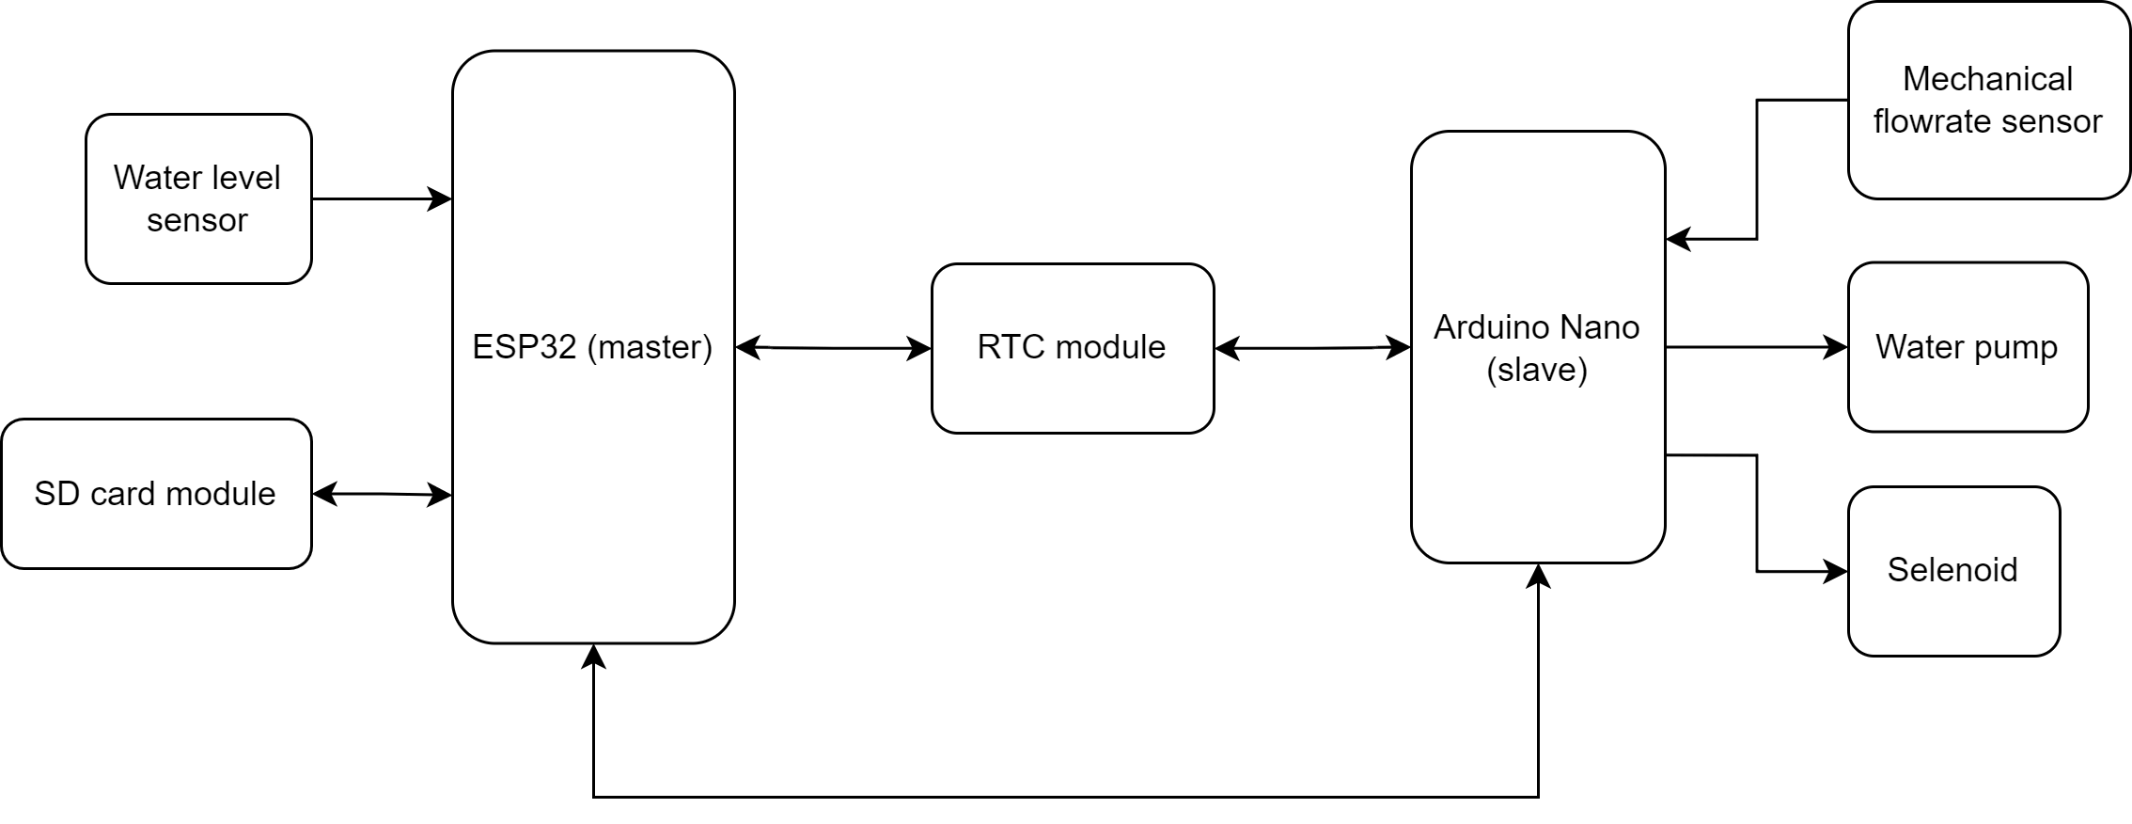 Water level
sensor
SD card module
ESP32 (master)
RTC module
Arduino Nano
(slave)
Mechanical
flowrate sensor
Water pump
Selenoid